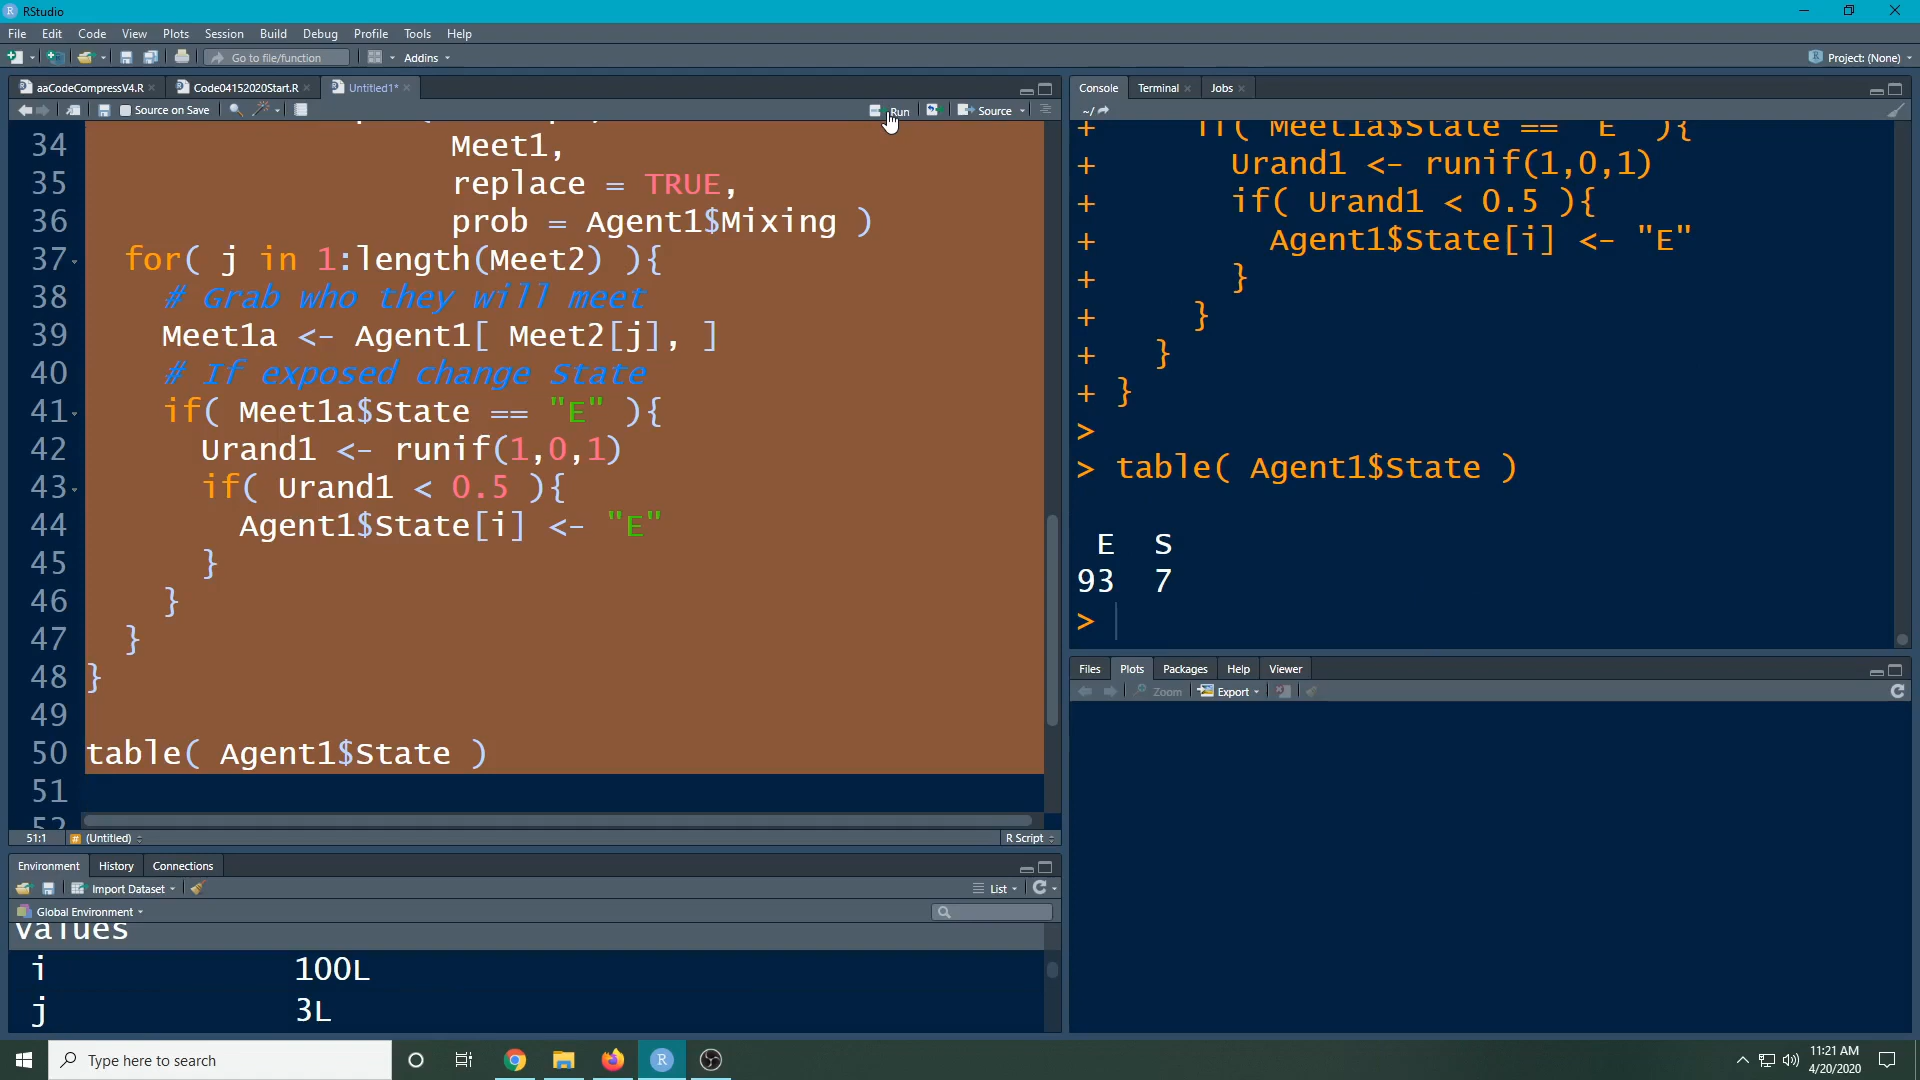 RStudio
File Edit Code View Plots Session Build Debug Profile Tools Help
Go to file/function Addins Project: (None)
aaCodeCompressV4.R Code04152020Start.R Untitled1*
Source on Save Run Source
34 Meet1,
35 replace = TRUE,
36 prob = Agent1$Mixing )
37 for( j in 1:length(Meet2) ){
38 # Grab who they will meet
39 Meet1a <- Agent1[ Meet2[j], ]
40 # If exposed change State
41 if( Meet1a$State == "E" ){
42 Urand1 <- runif(1,0,1)
43 if( Urand1 < 0.5 ){
44 Agent1$State[i] <- "E"
45 }
46 }
47 }
48 }
49
50 table( Agent1$State )
51
52
51:1 (Untitled) R Script
Environment History Connections
Import Dataset List
Global Environment
Values
i 100L
j 3L
Console Terminal Jobs
~/
+ if( Meet1a$State == "E" ){
+ Urand1 <- runif(1,0,1)
+ if( Urand1 < 0.5 ){
+ Agent1$State[i] <- "E"
+ }
+ }
+ }
+ }
>
> table( Agent1$State )
E S
93 7
>
Files Plots Packages Help Viewer
Zoom Export
Type here to search
11:21 AM
4/20/2020